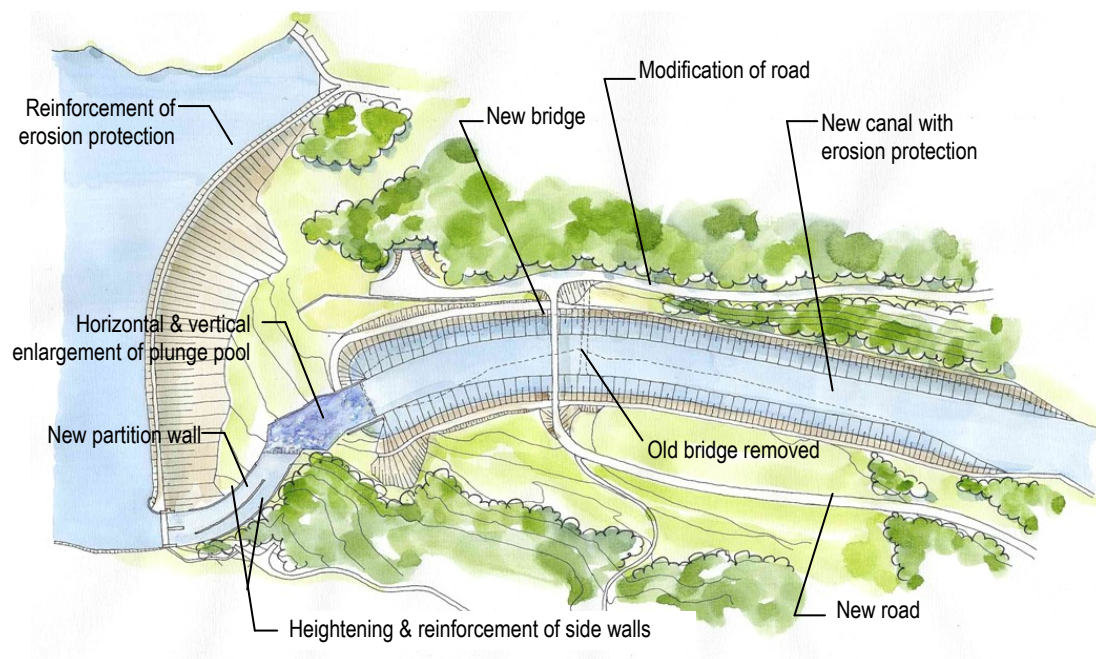 Modification of road
Reinforcement of
erosion protection
New bridge
New canal with
erosion protection
Horizontal & vertical
enlargement of plunge pool
New partition wall
Old bridge removed
New road
Heightening & reinforcement of side walls